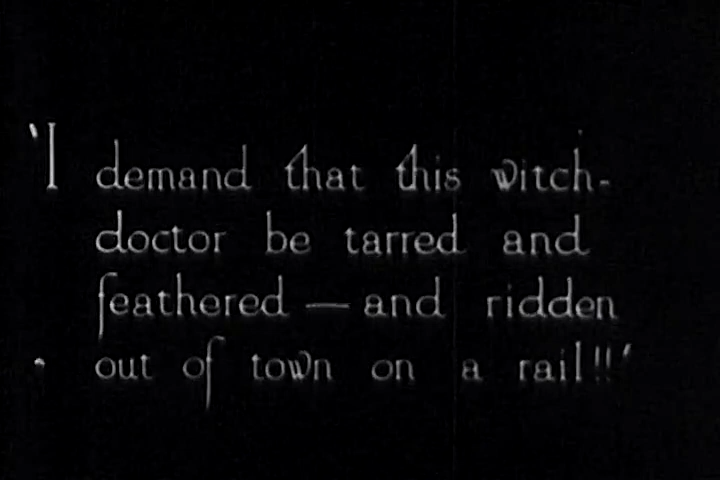 'I demand that this witch-
doctor be tarred and
feathered — and ridden
out of town on a rail!!'